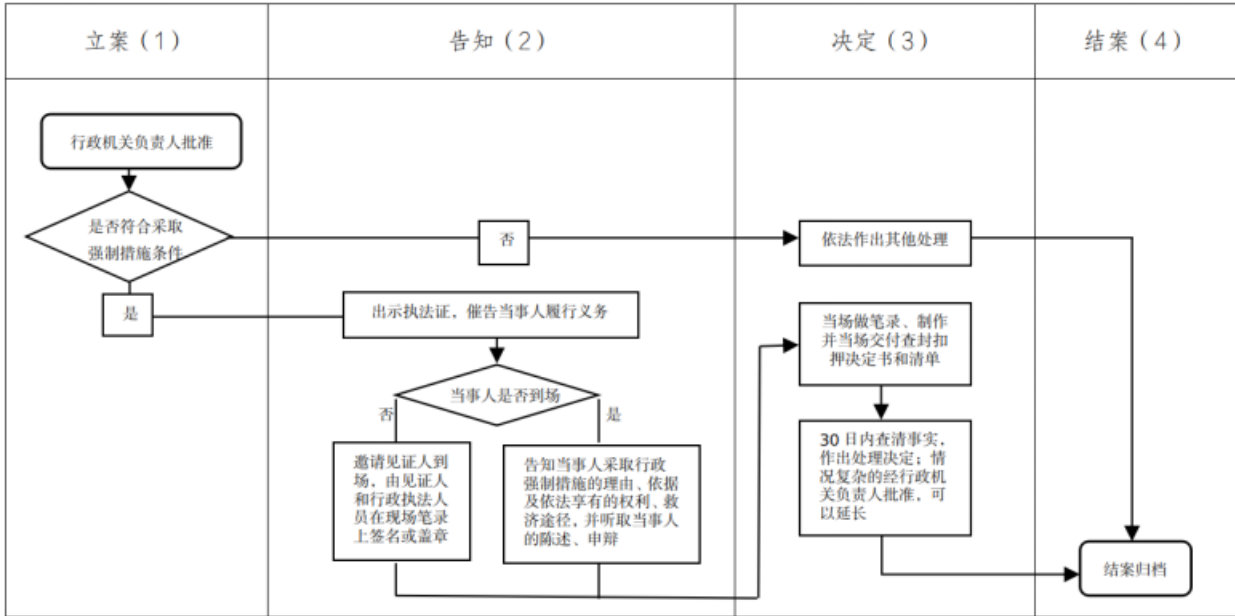 立案（1）
告知（2）
决定（3）
结案（4）
行政机关负责人批准
是否符合采取
强制措施条件
否
依法作出其他处理
是
出示执法证，催告当事人履行义务
当场做笔录、制作
并当场交付查封扣
押决定书和清单
当事人是否到场
否
是
邀请见证人到
场，由见证人
和行政执法人
员在现场笔录
上签名或盖章
告知当事人采取行政
强制措施的理由、依据
及依法享有的权利、救
济途径，并听取当事人
的陈述、申辩
30 日内查清事实，
作出处理决定；情
况复杂的经行政机
关负责人批准，可
以延长
结案归档